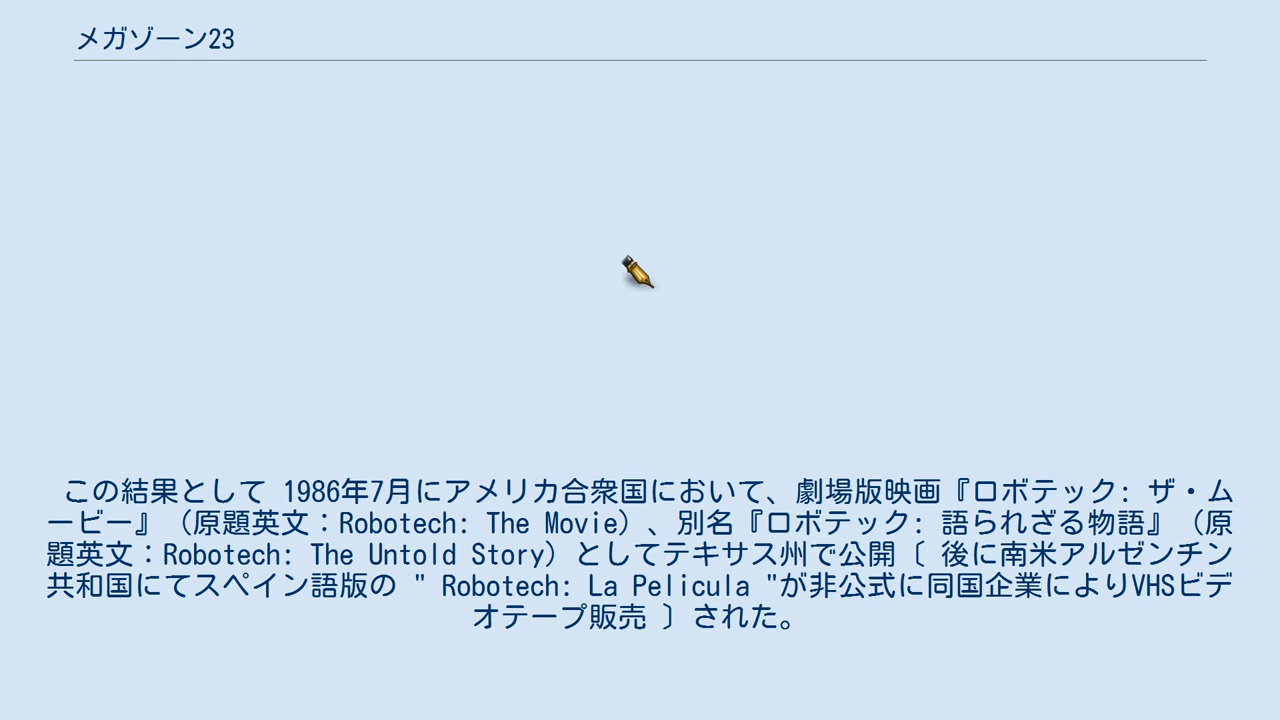 メガゾーン23
この結果として 1986年7月にアメリカ合衆国において、劇場版映画『ロボテック: ザ・ム
ービー』（原題英文：Robotech: The Movie）、別名『ロボテック: 語られざる物語』（原
題英文：Robotech: The Untold Story）としてテキサス州で公開〔 後に南米アルゼンチン
共和国にてスペイン語版の " Robotech: La Pelicula "が非公式に同国企業によりVHSビデ
オテープ販売 〕された。